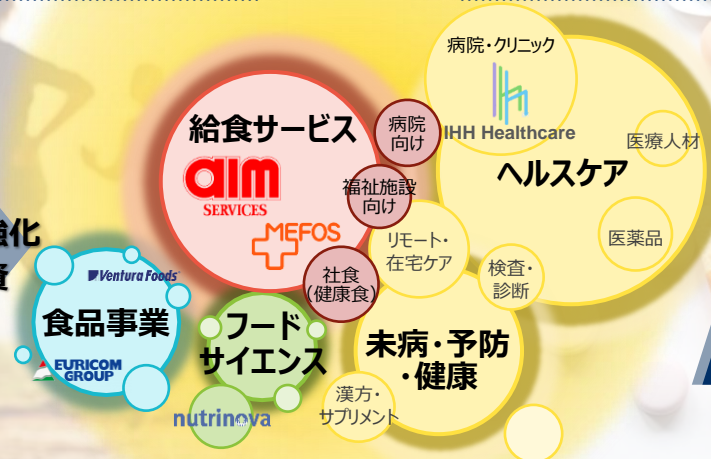 病院・クリニック
IHH Healthcare
ヘルスケア
医療人材
医薬品
給食サービス
aim
SERVICES
MEFOS
病院
向け
福祉施設
向け
社食
(健康食)
リモート・
在宅ケア
検査・
診断
強化
資
Ventura Foods
食品事業
EURICOM
GROUP
フード
サイエンス
nutrinova
未病・予防
・健康
漢方・
サプリメント